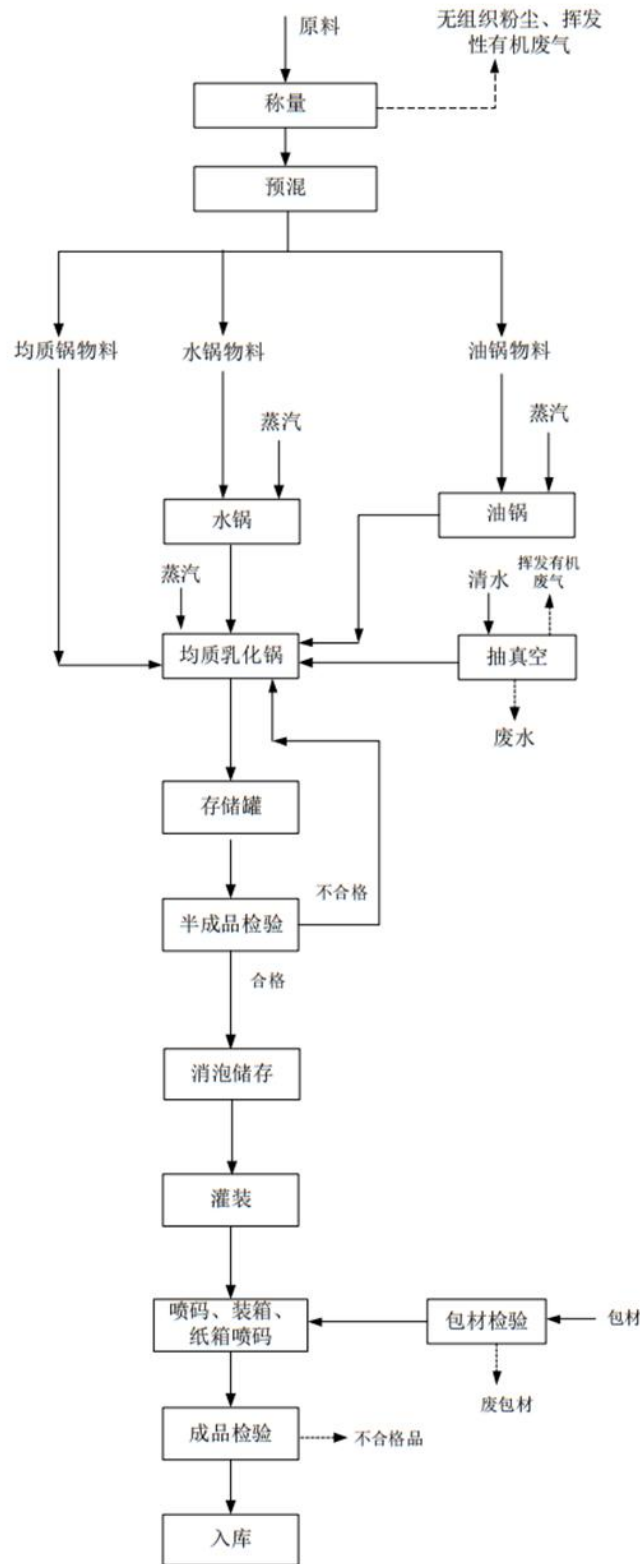 原料
无组织粉尘、挥发
性有机废气
称量
预混
均质锅物料
水锅物料
油锅物料
蒸汽
蒸汽
水锅
油锅
蒸汽
清水
挥发有机
废气
均质乳化锅
抽真空
废水
存储罐
不合格
半成品检验
合格
消泡储存
灌装
喷码、装箱、
纸箱喷码
包材检验
包材
废包材
成品检验
不合格品
入库